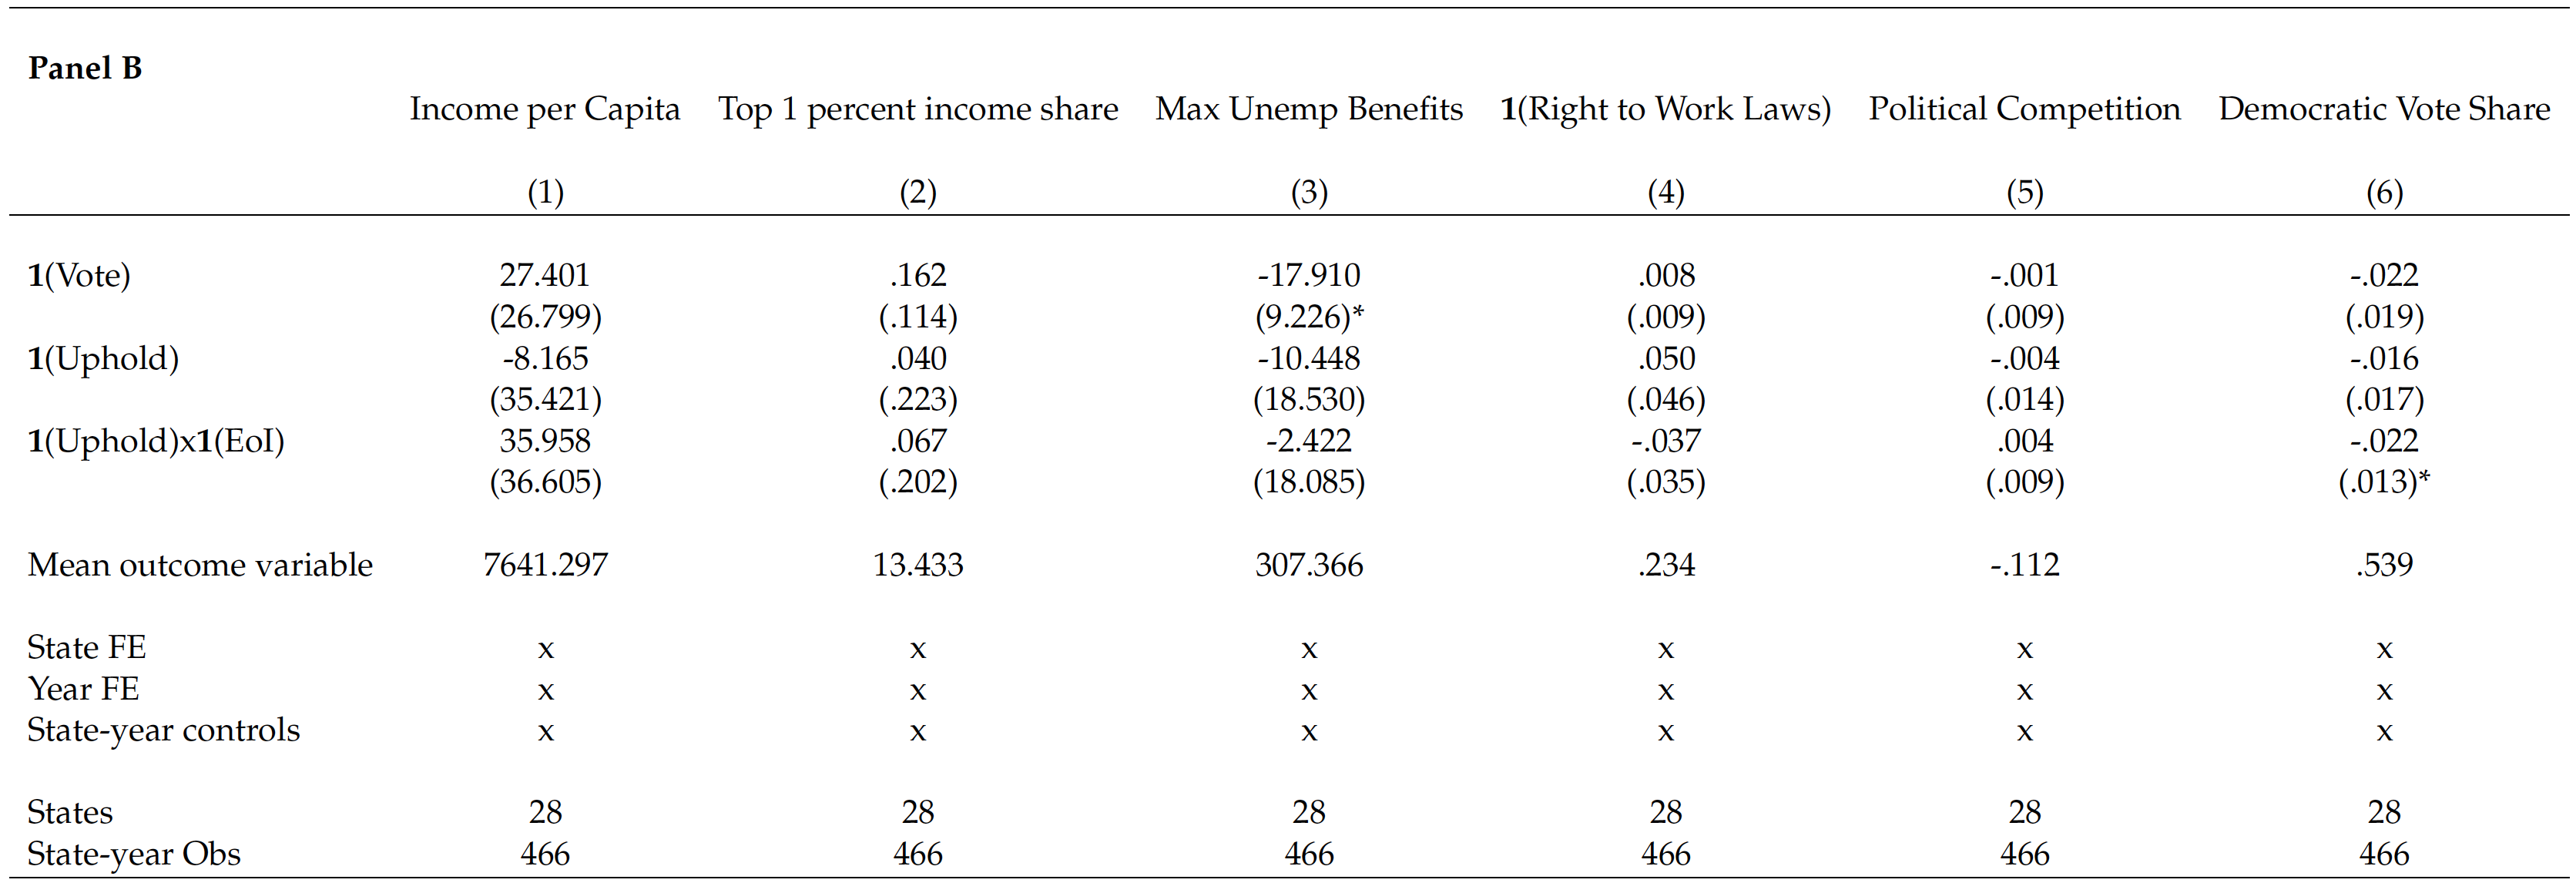 Panel B
Income per Capita Top 1 percent income share Max Unemp Benefits 1(Right to Work Laws) Political Competition Democratic Vote Share
(1) (2) (3) (4) (5) (6)
1(Vote) 27.401 .162 -17.910 .008 -.001 -.022
(26.799) (.114) (9.226)* (.009) (.009) (.019)
1(Uphold) -8.165 .040 -10.448 .050 -.004 -.016
(35.421) (.223) (18.530) (.046) (.014) (.017)
1(Uphold)x1(EoI) 35.958 .067 -2.422 -.037 .004 -.022
(36.605) (.202) (18.085) (.035) (.009) (.013)*
Mean outcome variable 7641.297 13.433 307.366 .234 -.112 .539
State FE x x x x x x
Year FE x x x x x x
State-year controls x x x x x x
States 28 28 28 28 28 28
State-year Obs 466 466 466 466 466 466